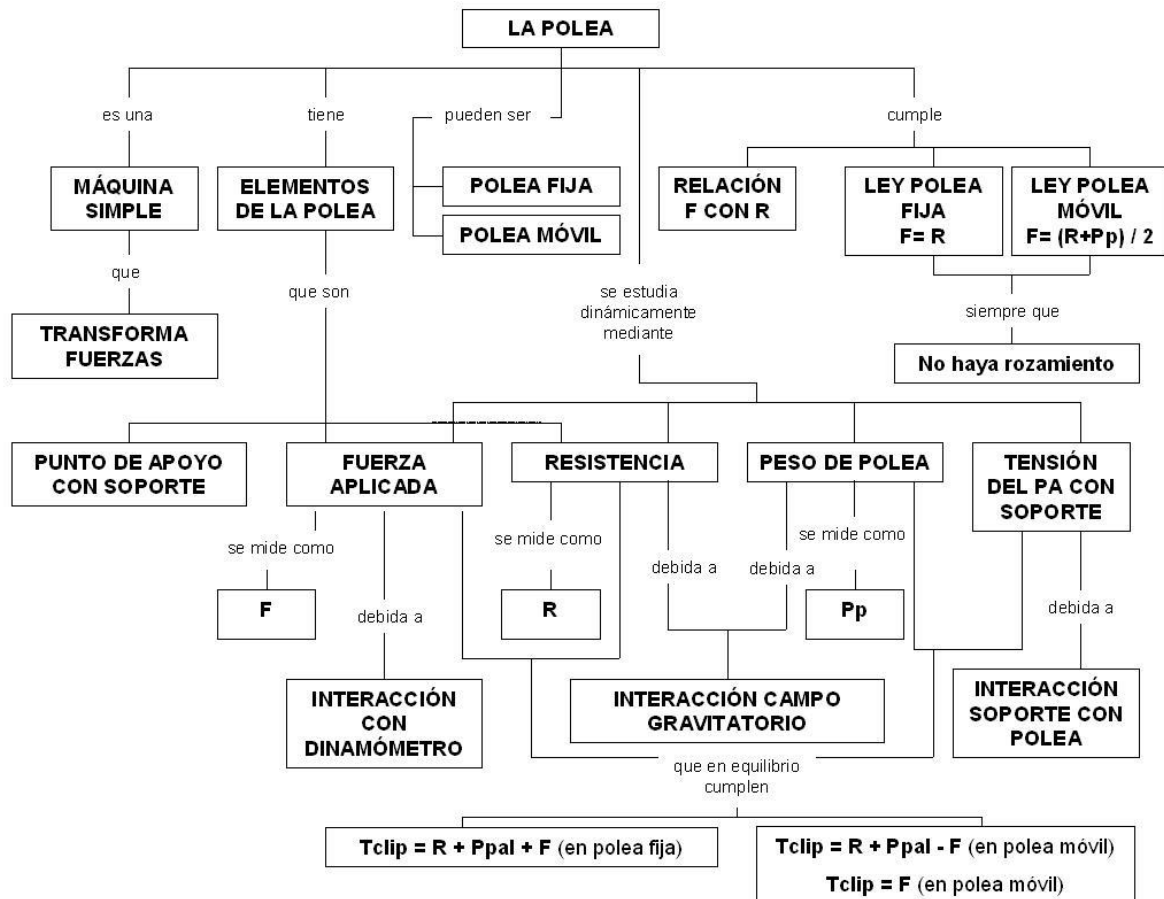 LA POLEA
es una
tiene
pueden ser
cumple
MÁQUINA
SIMPLE
ELEMENTOS
DE LA POLEA
POLEA FIJA
POLEA MÓVIL
RELACIÓN
F CON R
LEY POLEA
FIJA
F= R
LEY POLEA
MÓVIL
F= (R+Pp) / 2
que
que son
se estudia
dinámicamente
mediante
siempre que
TRANSFORMA
FUERZAS
No haya rozamiento
PUNTO DE APOYO
CON SOPORTE
FUERZA
APLICADA
RESISTENCIA
PESO DE POLEA
TENSIÓN
DEL PA CON
SOPORTE
se mide como
se mide como
se mide como
debida a
debida a
F
debida a
R
Pp
debida a
INTERACCIÓN
CON
DINAMÓMETRO
INTERACCIÓN CAMPO
GRAVITATORIO
INTERACCIÓN
SOPORTE CON
POLEA
que en equilibrio
cumplen
Tclip = R + Ppal + F (en polea fija)
Tclip = R + Ppal - F (en polea móvil)
Tclip = F (en polea móvil)